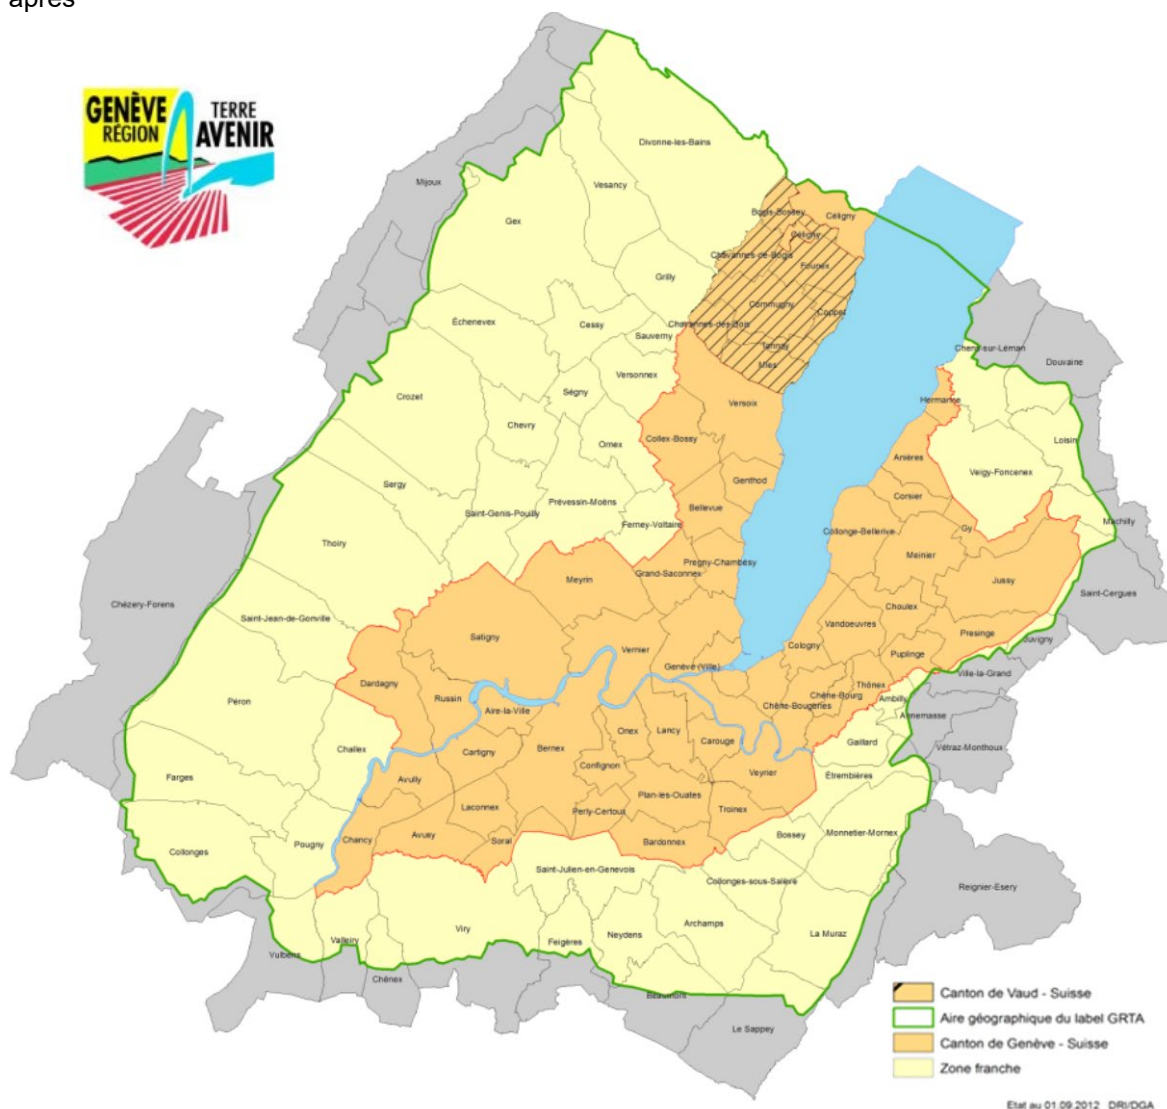 après
GENÈVE
RÉGION
TERRE
AVENIR
Divonne-les-Bains
Mijoux
Vesancy
Gex
Bogis-Bossey
Céligny
Céligny
Chavannes-de-Bogis
Founex
Grilly
Commugny
Coppet
Échenevex
Cessy
Chavannes-des-Bois
Sauverny
Tannay
Mies
Chens-sur-Léman
Douvaine
Versonnex
Crozet
Ségny
Versoix
Hermance
Chevry
Collex-Bossy
Ornex
Loisin
Anières
Veigy-Foncenex
Sergy
Genthod
Corsier
Prévessin-Moëns
Saint-Genis-Pouilly
Bellevue
Ferney-Voltaire
Machilly
Collonge-Bellerive
Gy
Thoiry
Meinier
Pregny-Chambésy
Grand-Saconnex
Meyrin
Jussy
Saint-Cergues
Chézery-Forens
Choulex
Saint-Jean-de-Gonville
Vandoeuvres
Presinge
Satigny
Juvigny
Cologny
Vernier
Puplinge
Genève (Ville)
Ville-la-Grand
Dardagny
Thônex
Chêne-Bourg
Ambilly
Russin
Péron
Chêne-Bougeries
Aire-la-Ville
Annemasse
Onex
Lancy
Carouge
Gaillard
Challex
Cartigny
Bernex
Vétraz-Monthoux
Confignon
Veyrier
Étrembières
Farges
Avully
Plan-les-Ouates
Laconnex
Perly-Certoux
Troinex
Chancy
Avusy
Soral
Bardonnex
Bossey
Monnetier-Mornex
Pougny
Collonges
Saint-Julien-en-Genevois
Collonges-sous-Salève
Reignier-Esery
Archamps
Viry
Neydens
La Muraz
Valleiry
Feigères
Vulbens
Chênex
Beaumont
Le Sappey
Canton de Vaud - Suisse
Aire géographique du label GRTA
Canton de Genève - Suisse
Zone franche
Etat au 01.09.2012 DRI/DGA